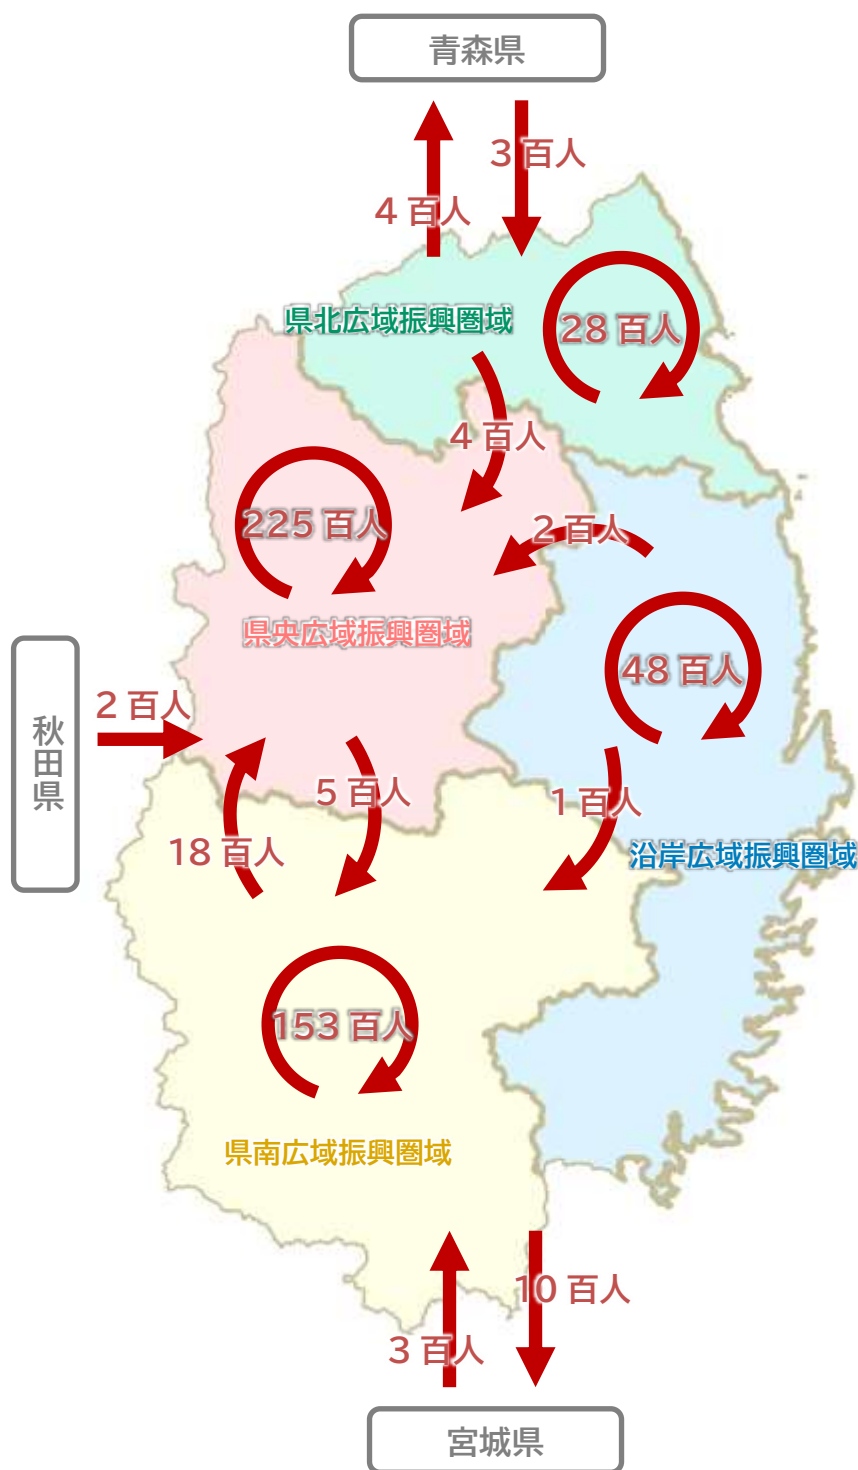 青森県
3 百人
4 百人
県北広域振興圏域
28 百人
4 百人
225 百人
2 百人
県央広域振興圏域
48 百人
2 百人
秋田県
5 百人
1 百人
18 百人
沿岸広域振興圏域
153 百人
県南広域振興圏域
10 百人
3 百人
宮城県